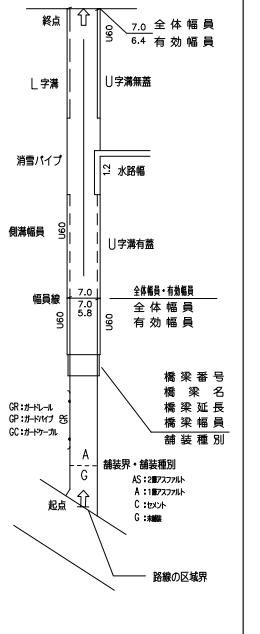 終点
U60
7.0 全体幅員
6.4 有効幅員
L字溝
U字溝無蓋
消雪パイプ
1.2
水路幅
側溝幅員
U60
U字溝有蓋
幅員線
7.0
全体幅員・有効幅員
7.0 全体幅員
5.8 有効幅員
U60
U60
橋梁番号
橋梁名
橋梁延長
橋梁幅員
舗装種別
GR:ガードレール
GP:ガードパイプ
GC:ガードケーブル
GR
A
舗装界・舗装種別
G
AS:2層アスファルト
A:1層アスファルト
C:セメント
G:未舗装
起点
路線の区域界